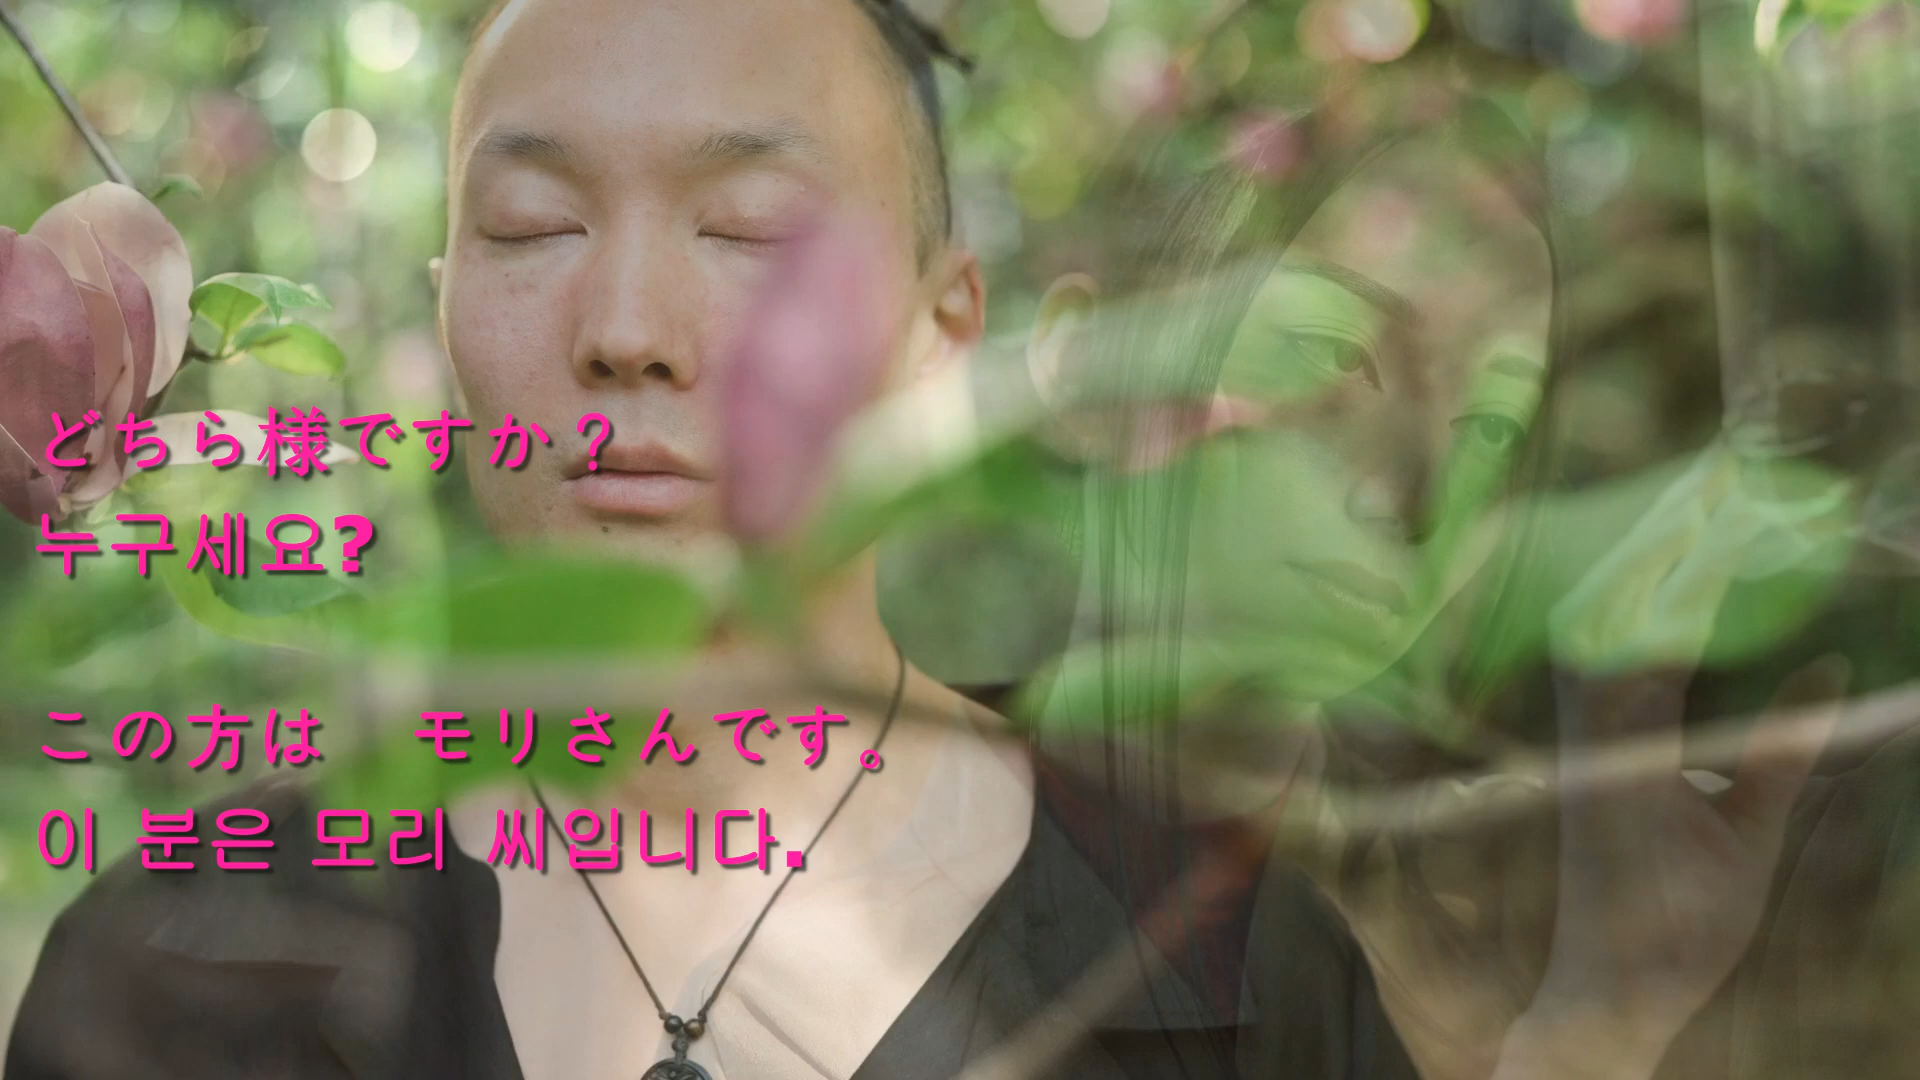 どちら様ですか？
누구세요?
この方は　モリさんです。
이 분은 모리 씨입니다.